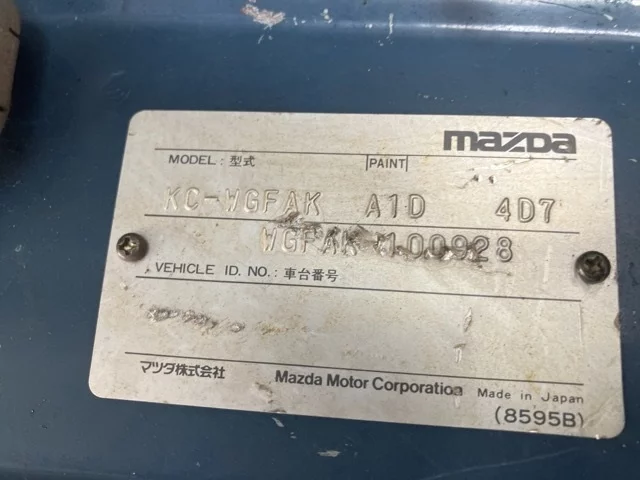 mazda
MODEL: 型式 PAINT
KC-WGFAK A1D 4D7
WGFAK-100928
VEHICLE ID. NO.: 車台番号
マツダ株式会社 Mazda Motor Corporation Made in Japan
(8595B)